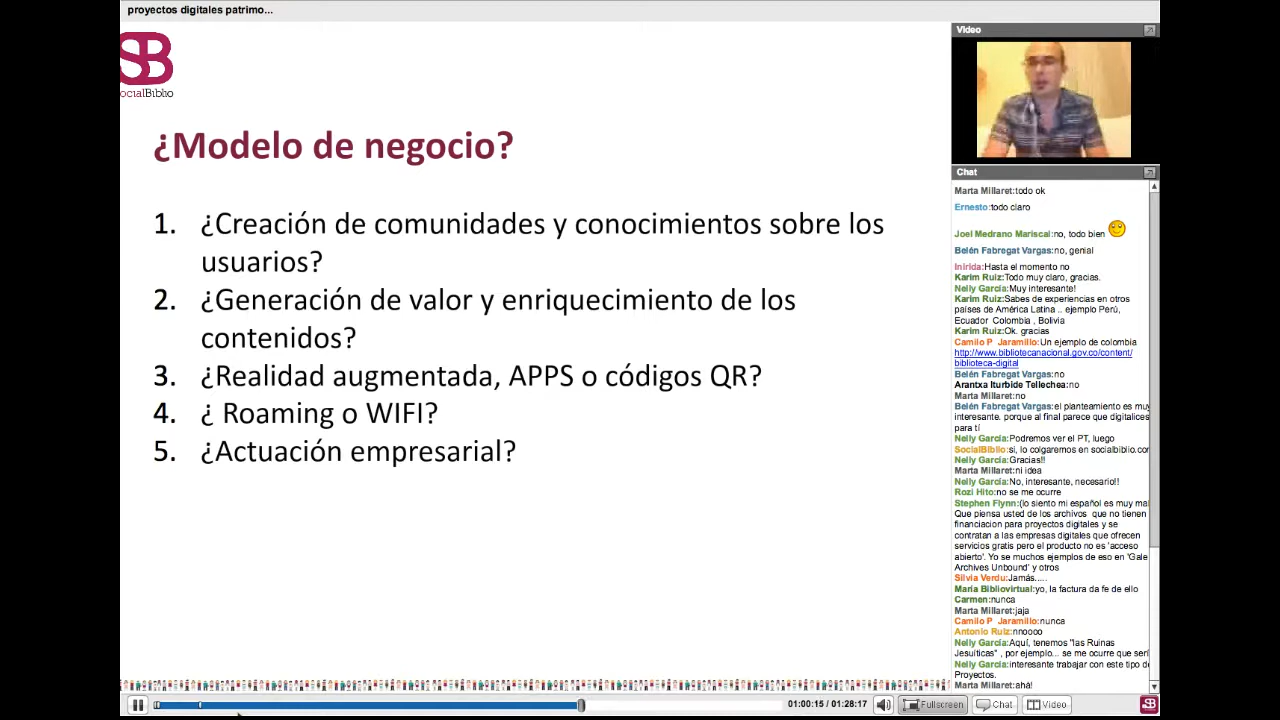 proyectos digitales patrimo...
SB
ocialBiblio
¿Modelo de negocio?
1. ¿Creación de comunidades y conocimientos sobre los
usuarios?
2. ¿Generación de valor y enriquecimiento de los
contenidos?
3. ¿Realidad augmentada, APPS o códigos QR?
4. ¿ Roaming o WIFI?
5. ¿Actuación empresarial?
Video
Chat
Marta Millaret:todo ok
Ernesto:todo claro
Joel Medrano Mariscal:no, todo bien
Belén Fabregat Vargas:no, genial
Inirida:Hasta el momento no
Karim Ruiz:Todo muy claro, gracias.
Nelly García:Muy interesante!
Karim Ruiz:Sabes de experiencias en otros
países de América Latina .. ejemplo Perú,
Ecuador Colombia , Bolivia
Karim Ruiz:Ok. gracias
Camilo P Jaramillo:Un ejemplo de colombia
http://www.bibliotecanacional.gov.co/content/
biblioteca-digital
Belén Fabregat Vargas:no
Arantxa Iturbide Tellechea:no
Marta Millaret:no
Belén Fabregat Vargas:el planteamiento es muy
interesante. porque al final parece que digitalices
para tí
Nelly García:Podremos ver el PT, luego
SocialBiblio:si, lo colgaremos en socialbiblio.com
Nelly García:Gracias!!
Marta Millaret:ni idea
Nelly García:No, interesante, necesario!!
Rozi Hito:no se me ocurre
Stephen Flynn:(lo siento mi español es muy mal
Que piensa usted de los archivos que no tienen
financiacion para proyectos digitales y se
contratan a las empresas digitales que ofrecen
servicios gratis pero el producto no es 'acceso
abierto'. Yo se muchos ejemplos de eso en 'Gale
Archives Unbound' y otros
Silvia Verdu:Jamás.....
María Bibliovirtual:yo, la factura da fe de ello
Carmen:nunca
Marta Millaret:jaja
Camilo P Jaramillo:nunca
Antonio Ruiz:nnoooo
Nelly García:Aquí, tenemos "las Ruinas
Jesuíticas" , por ejemplo... se me ocurre que serí
Nelly García:interesante trabajar con este tipo de
Proyectos.
Marta Millaret:ahá!
01:00:15 / 01:28:17
Fullscreen
Chat
Video
SB